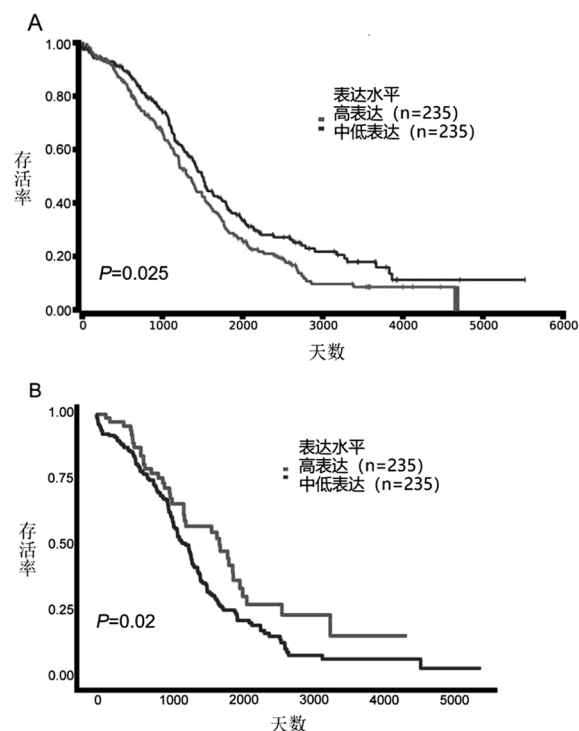 A
1.00
0.80
0.60
0.40
0.20
0.00
存活率
表达水平
高表达 (n=235)
中低表达 (n=235)
P=0.025
0 1000 2000 3000 4000 5000 6000
天数
B
1.00
0.75
0.50
0.25
0.00
存活率
表达水平
高表达 (n=235)
中低表达 (n=235)
P=0.02
0 1000 2000 3000 4000 5000
天数